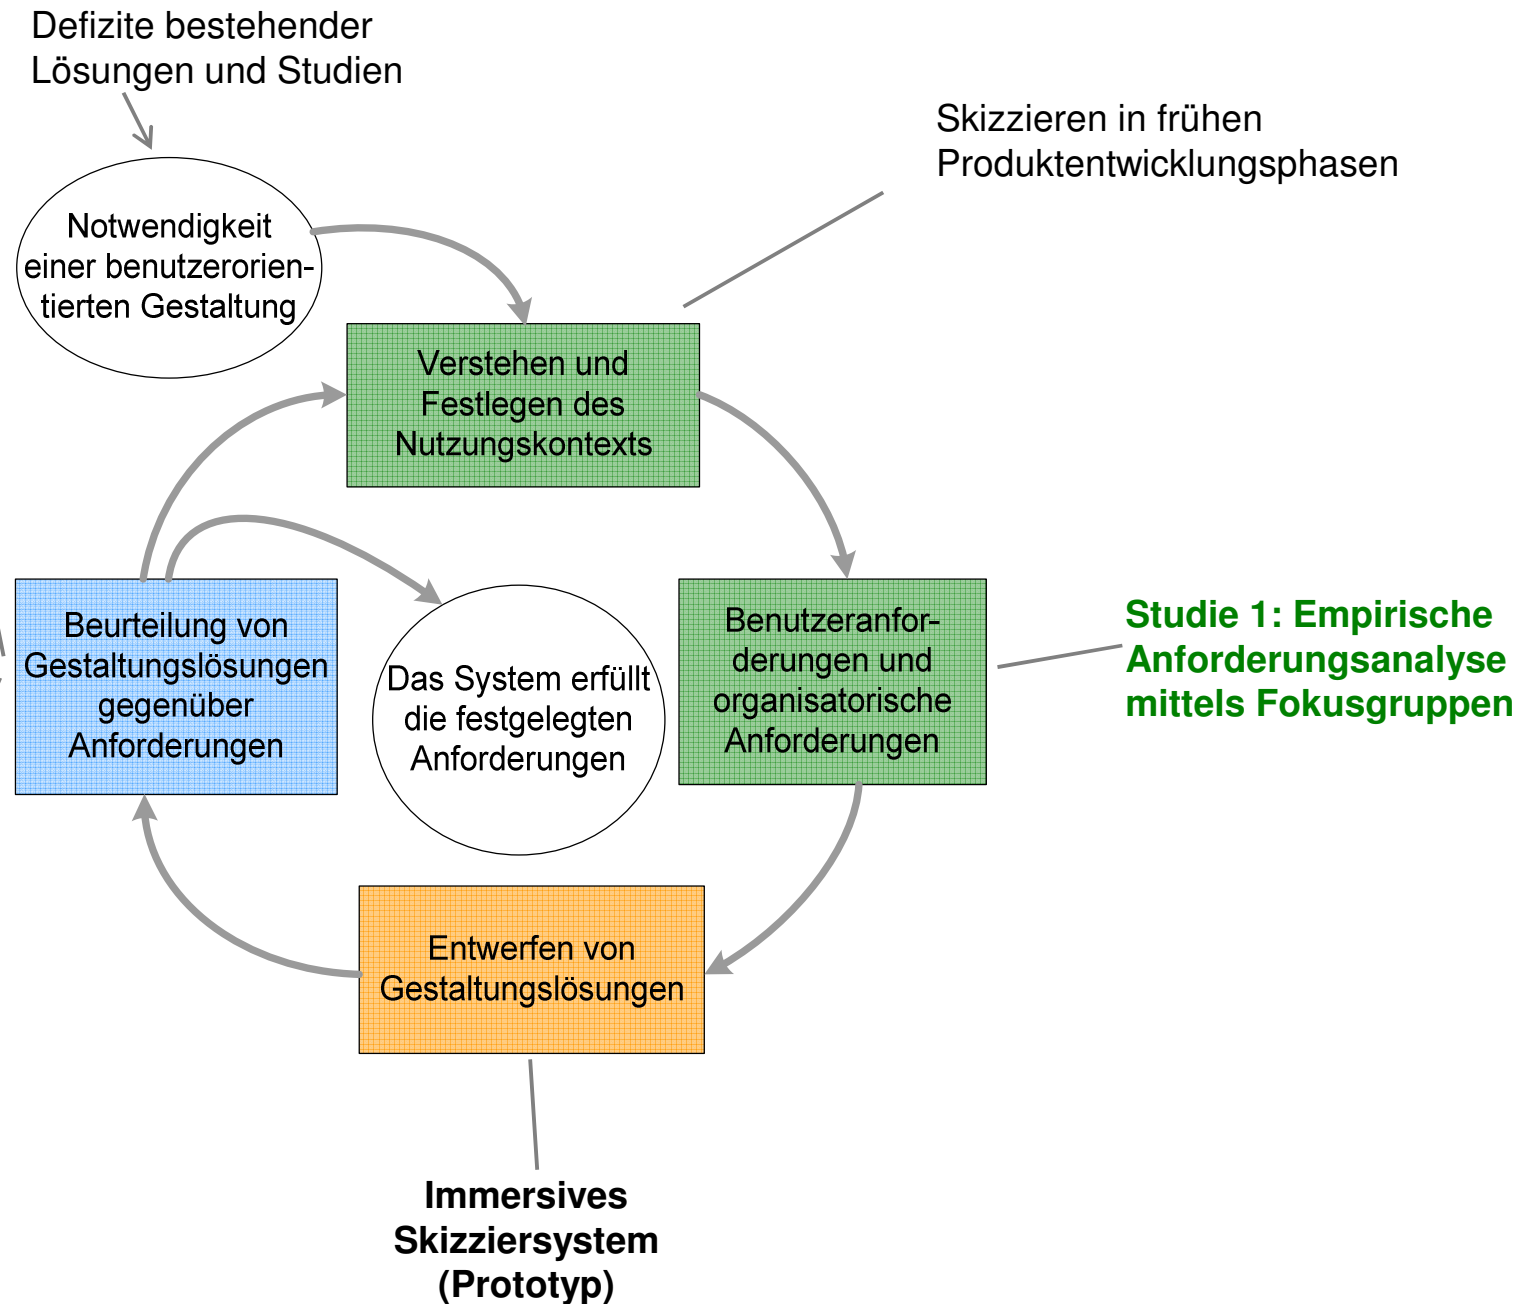 Defizite bestehender
Lösungen und Studien
Skizzieren in frühen
Produktentwicklungsphasen
Notwendigkeit
einer benutzerorien-
tierten Gestaltung
Verstehen und
Festlegen des
Nutzungskontexts
Beurteilung von
Gestaltungslösungen
gegenüber
Anforderungen
Das System erfüllt
die festgelegten
Anforderungen
Benutzeranfor-
derungen und
organisatorische
Anforderungen
Studie 1: Empirische
Anforderungsanalyse
mittels Fokusgruppen
Entwerfen von
Gestaltungslösungen
Immersives
Skizziersystem
(Prototyp)